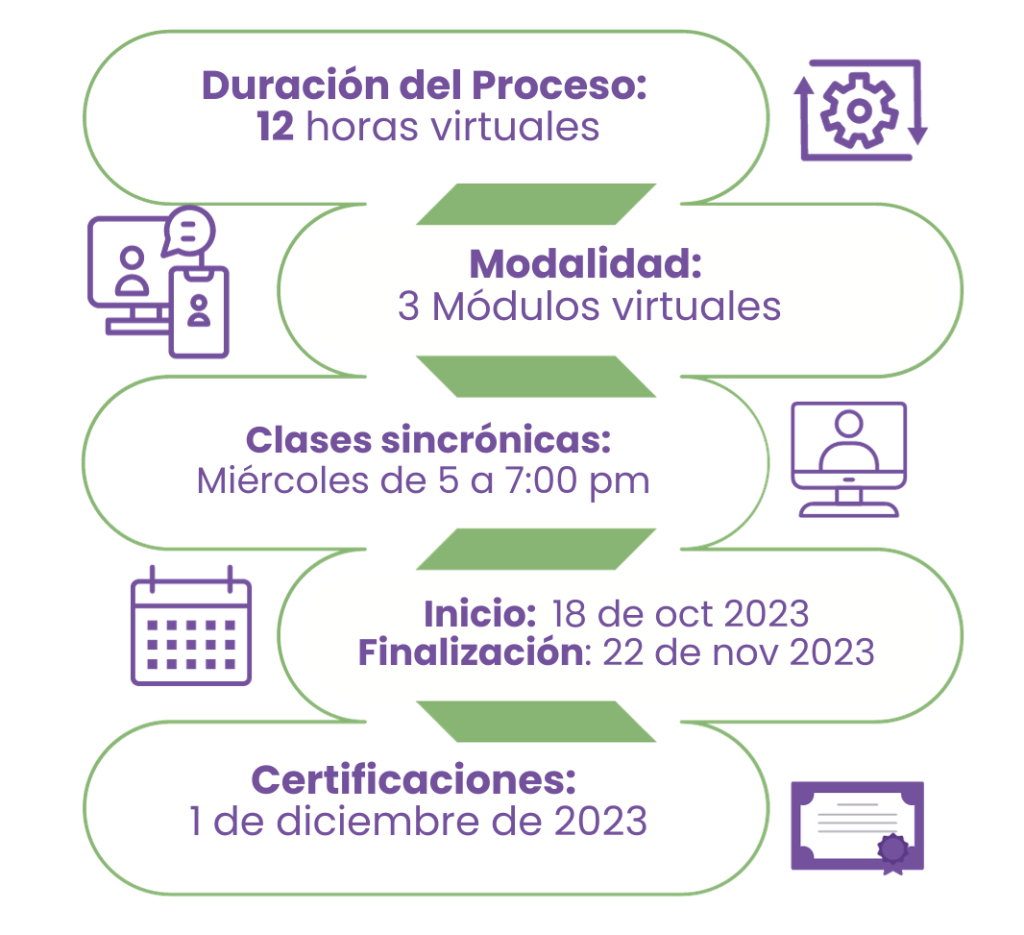 Duración del Proceso:
12 horas virtuales
Modalidad:
3 Módulos virtuales
Clases sincrónicas:
Miércoles de 5 a 7:00 pm
Inicio: 18 de oct 2023
Finalización: 22 de nov 2023
Certificaciones:
1 de diciembre de 2023